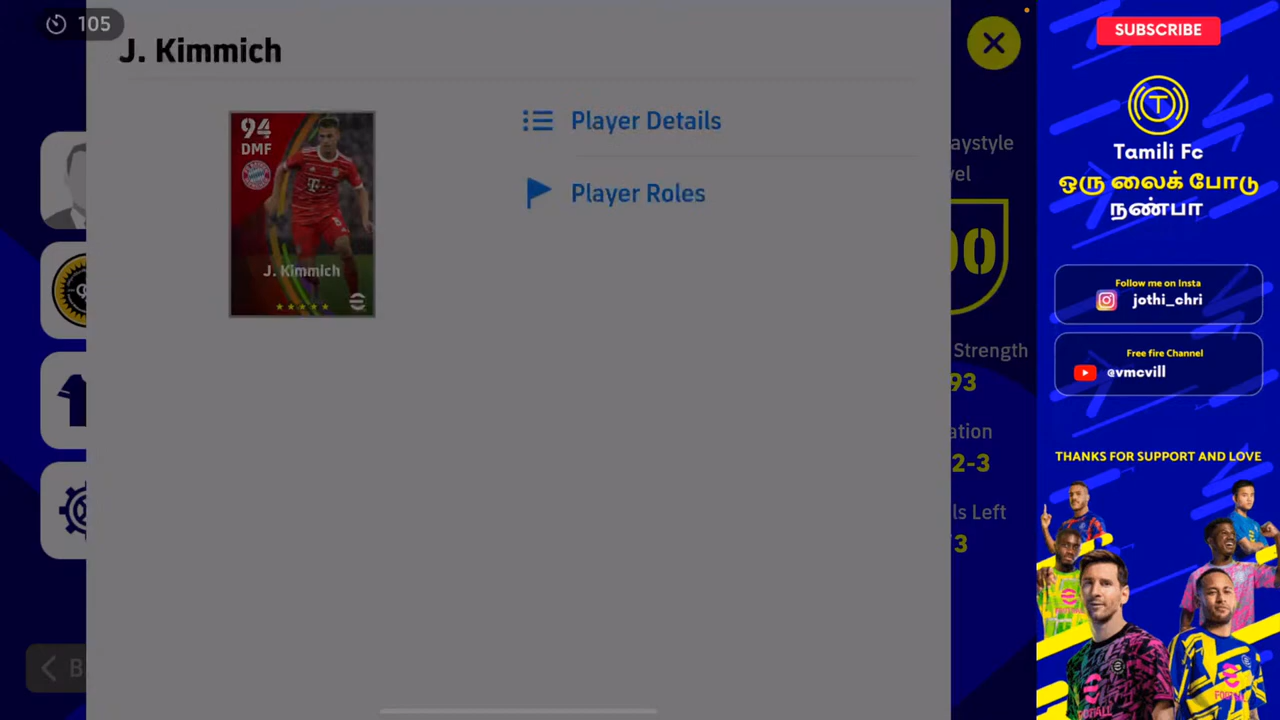 105
J. Kimmich
94
DMF
J. Kimmich
Player Details
Player Roles
aystyle
vel
00
Strength
93
ation
2-3
ls Left
3
B
SUBSCRIBE
T
Tamili Fc
ஒரு லைக் போடு
நண்பா
Follow me on Insta
jothi_chri
Free fire Channel
@vmcvill
THANKS FOR SUPPORT AND LOVE